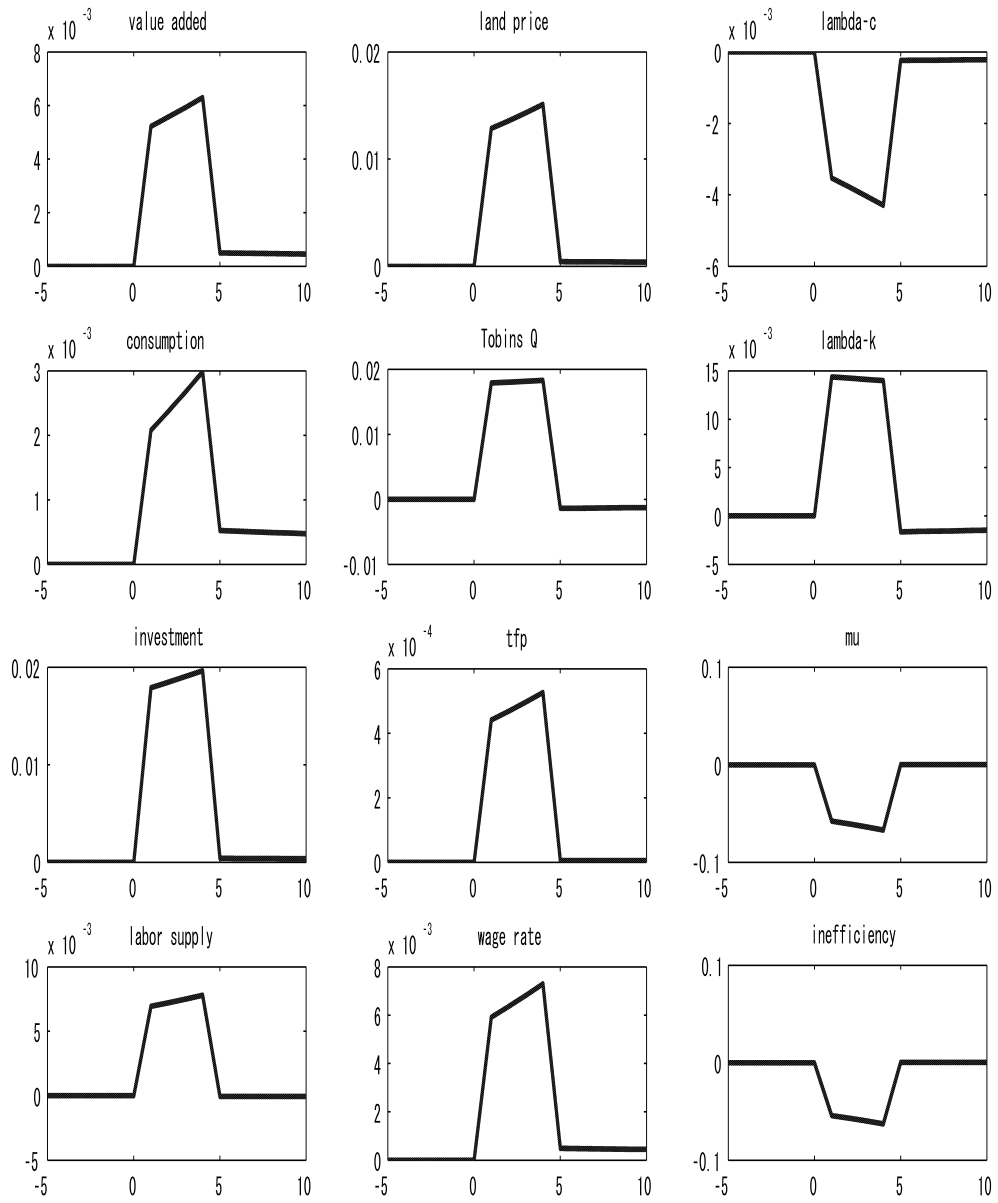 x 10 -3 value added
8
6
4
2
0
-5 0 5 10
land price
0.02
0.01
0
-5 0 5 10
x 10 -3 lambda-c
0
-2
-4
-6
-5 0 5 10
x 10 -3 consumption
3
2
1
0
-5 0 5 10
Tobins Q
0.02
0.01
0
-0.01
-5 0 5 10
x 10 -3 lambda-k
15
10
5
0
-5
-5 0 5 10
investment
0.02
0.01
0
-5 0 5 10
x 10 -4 tfp
6
4
2
0
-5 0 5 10
mu
0.1
0
-0.1
-5 0 5 10
x 10 -3 labor supply
10
5
0
-5
-5 0 5 10
x 10 -3 wage rate
8
6
4
2
0
-5 0 5 10
inefficiency
0.1
0
-0.1
-5 0 5 10